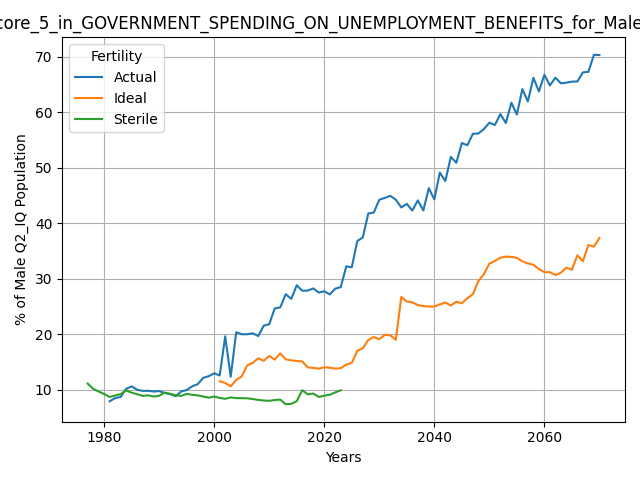 core_5_in_GOVERNMENT_SPENDING_ON_UNEMPLOYMENT_BENEFITS_for_Male
Fertility
Actual
Ideal
Sterile
% of Male Q2_IQ Population
70
60
50
40
30
20
10
1980 2000 2020 2040 2060
Years